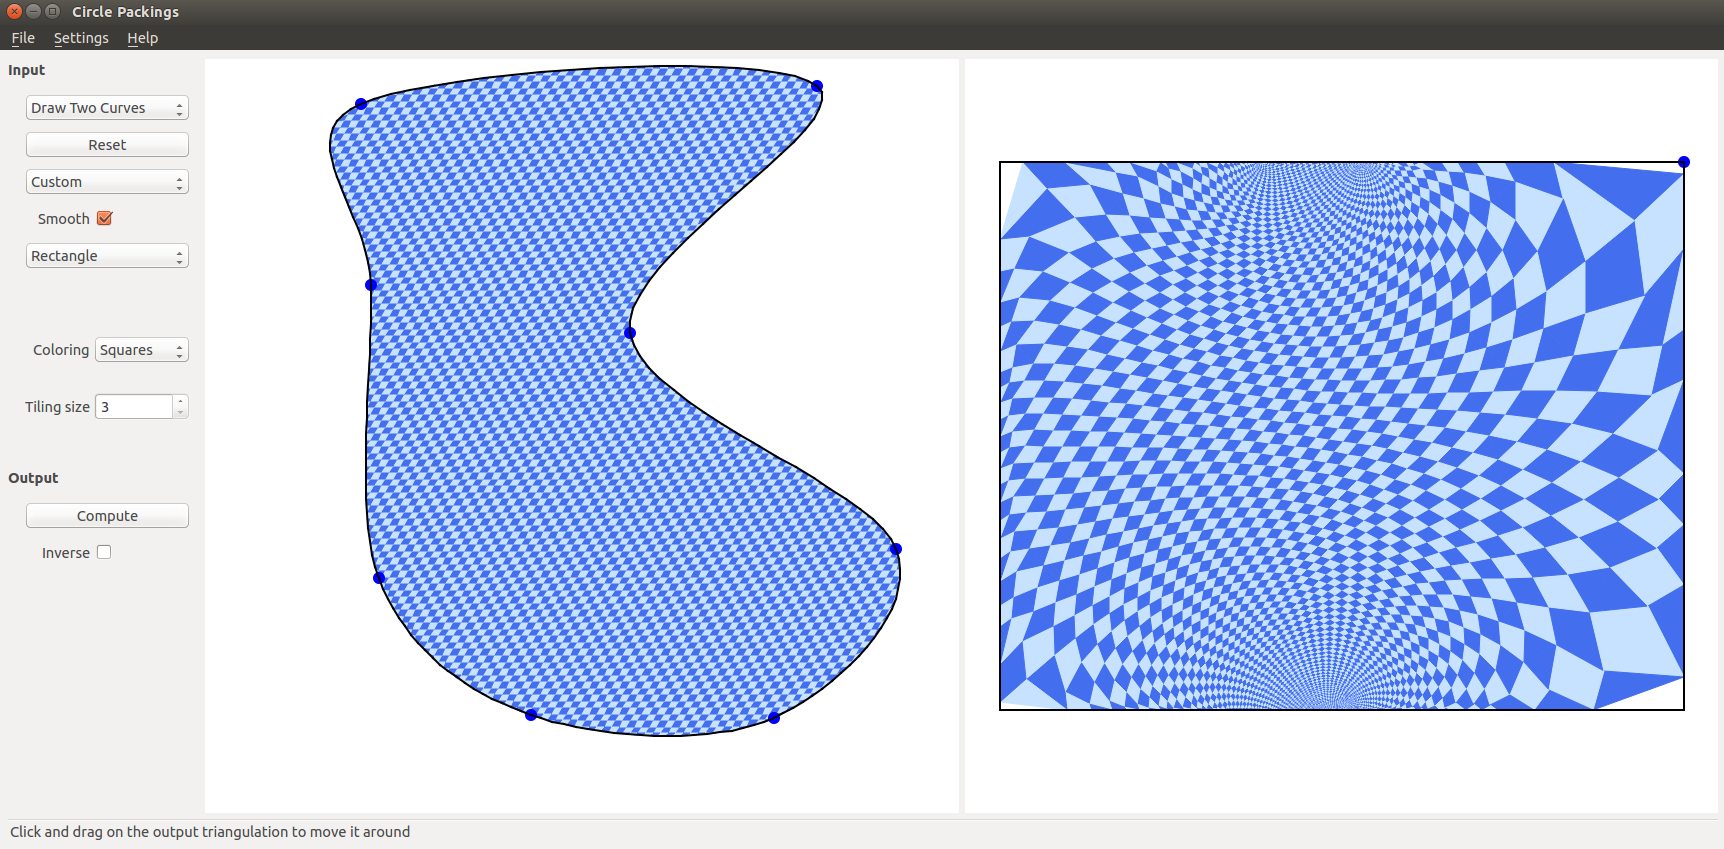 Circle Packings
File Settings Help
Input
Draw Two Curves
Reset
Custom
Smooth
Rectangle
Coloring Squares
Tiling size 3
Output
Compute
Inverse
Click and drag on the output triangulation to move it around